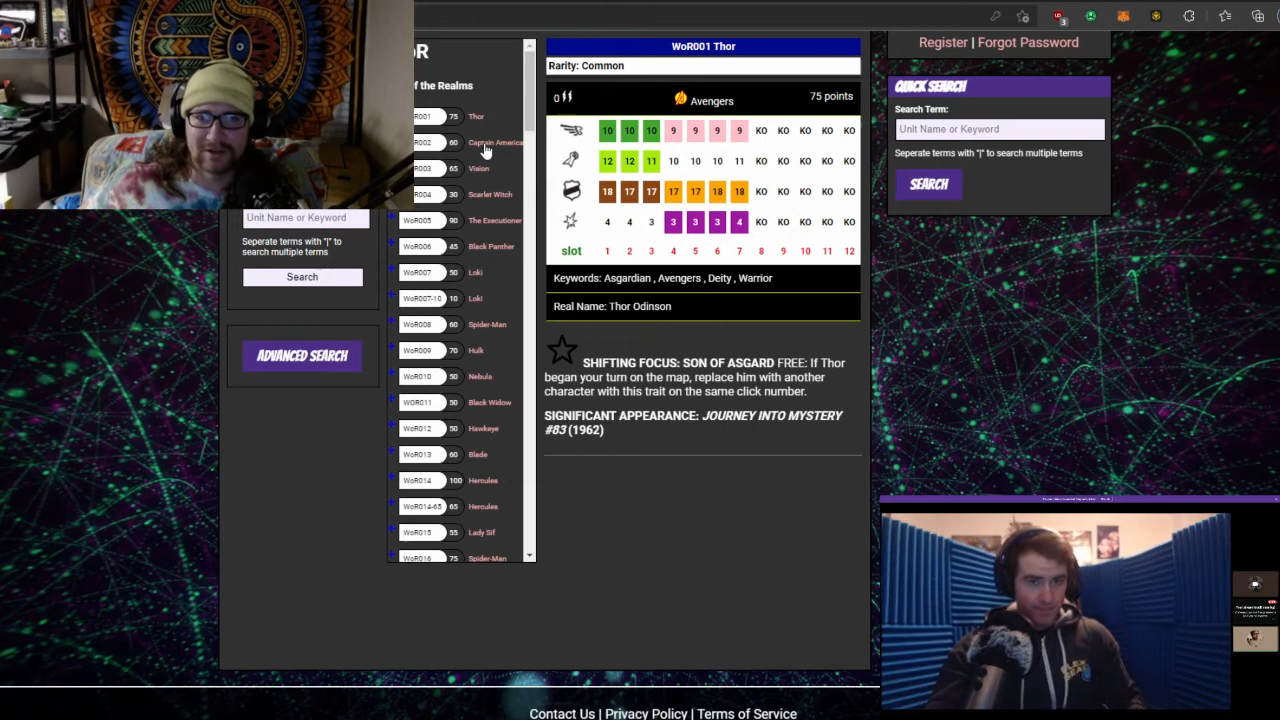 OR
f the Realms
R001 75 Thor
R002 60 Captain America
R003 65 Vision
R004 30 Scarlet Witch
WoR005 90 The Executioner
WoR006 45 Black Panther
WoR007 50 Loki
WoR007-10 10 Loki
WoR008 60 Spider-Man
WoR009 70 Hulk
WoR010 50 Nebula
WOR011 50 Black Widow
WoR012 50 Hawkeye
WoR013 60 Blade
WoR014 100 Hercules
WoR014-65 65 Hercules
WoR015 55 Lady Sif
WoR016 75 Spider-Man
Unit Name or Keyword
Seperate terms with "|" to
search multiple terms
Search
ADVANCED SEARCH
WoR001 Thor
Rarity: Common
0 Avengers 75 points
10 10 10 9 9 9 9 KO KO KO KO KO
12 12 11 10 10 10 11 KO KO KO KO KO
18 17 17 17 17 18 18 KO KO KO KO KO
4 4 3 3 3 3 4 KO KO KO KO KO
slot 1 2 3 4 5 6 7 8 9 10 11 12
Keywords: Asgardian , Avengers , Deity , Warrior
Real Name: Thor Odinson
SHIFTING FOCUS: SON OF ASGARD FREE: If Thor
began your turn on the map, replace him with another
character with this trait on the same click number.
SIGNIFICANT APPEARANCE: JOURNEY INTO MYSTERY
#83 (1962)
3
Register | Forgot Password
QUICK SEARCH
Search Term:
Unit Name or Keyword
Seperate terms with "|" to search multiple terms
SEARCH
Contact Us | Privacy Policy | Terms of Service